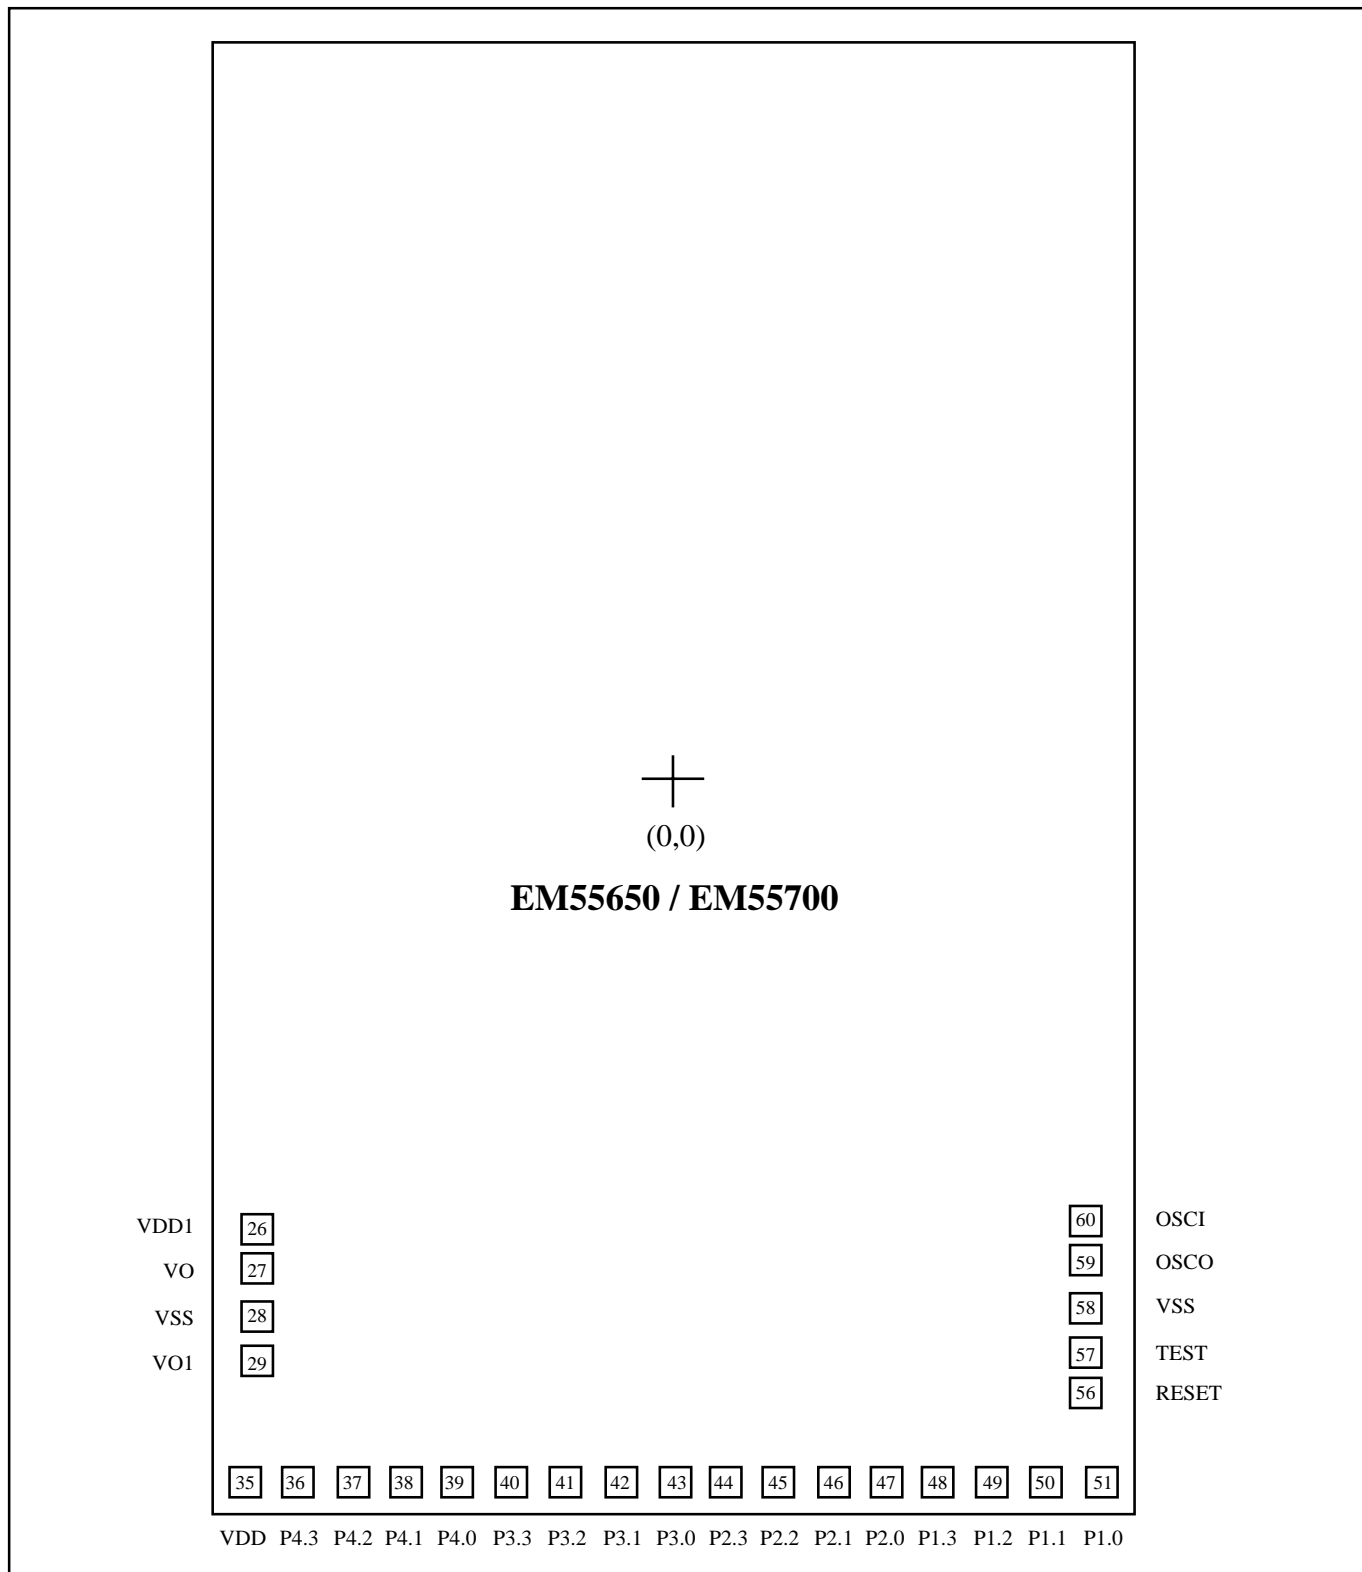 (0,0)
EM55650 / EM55700
VDD1 26 60 OSCI
VO 27 59 OSCO
VSS 28 58 VSS
VO1 29 57 TEST
56 RESET
35 36 37 38 39 40 41 42 43 44 45 46 47 48 49 50 51
VDD P4.3 P4.2 P4.1 P4.0 P3.3 P3.2 P3.1 P3.0 P2.3 P2.2 P2.1 P2.0 P1.3 P1.2 P1.1 P1.0